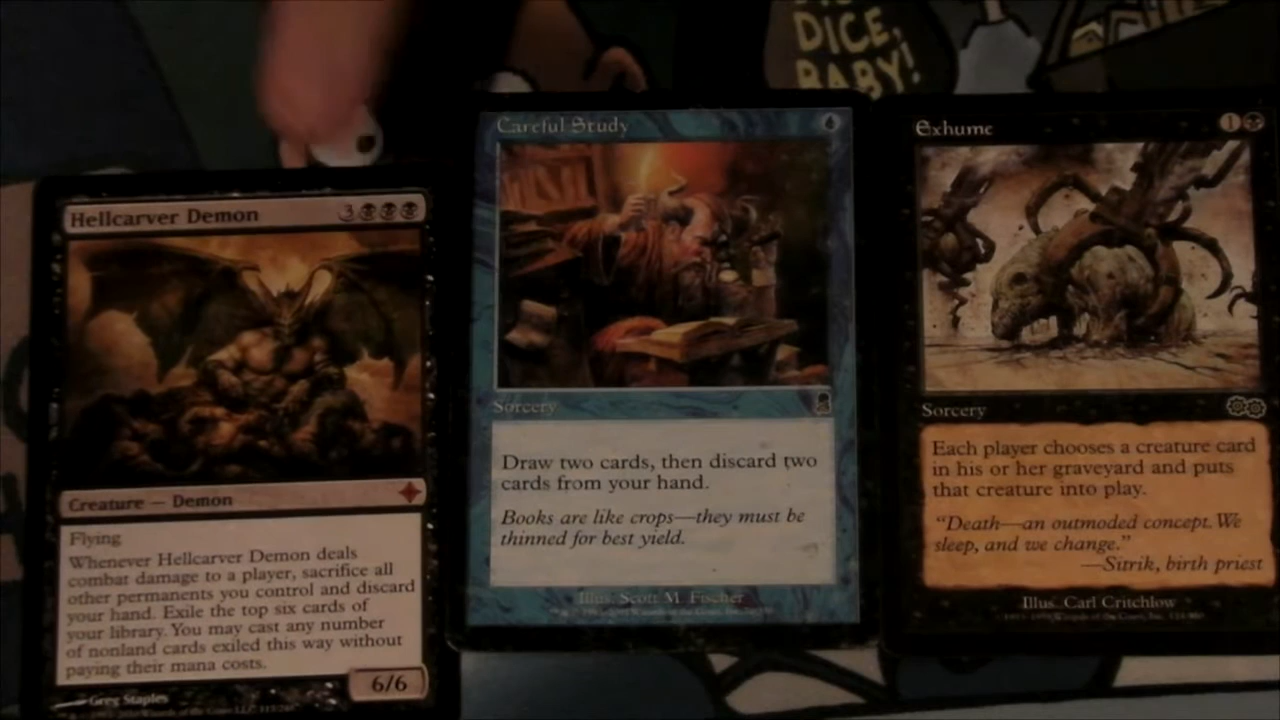 DICE,
BABY!
Hellcarver Demon 3
Creature — Demon
Flying
Whenever Hellcarver Demon deals
combat damage to a player, sacrifice all
other permanents you control and discard
your hand. Exile the top six cards of
your library. You may cast any number
of nonland cards exiled this way without
paying their mana costs.
6/6
Greg Staples
Careful Study
Sorcery
Draw two cards, then discard two
cards from your hand.
Books are like crops—they must be
thinned for best yield.
Illus. Scott M. Fischer
Exhume 1
Sorcery
Each player chooses a creature card
in his or her graveyard and puts
that creature into play.
"Death—an outmoded concept. We
sleep, and we change."
—Sitrik, birth priest
Illus. Carl Critchlow